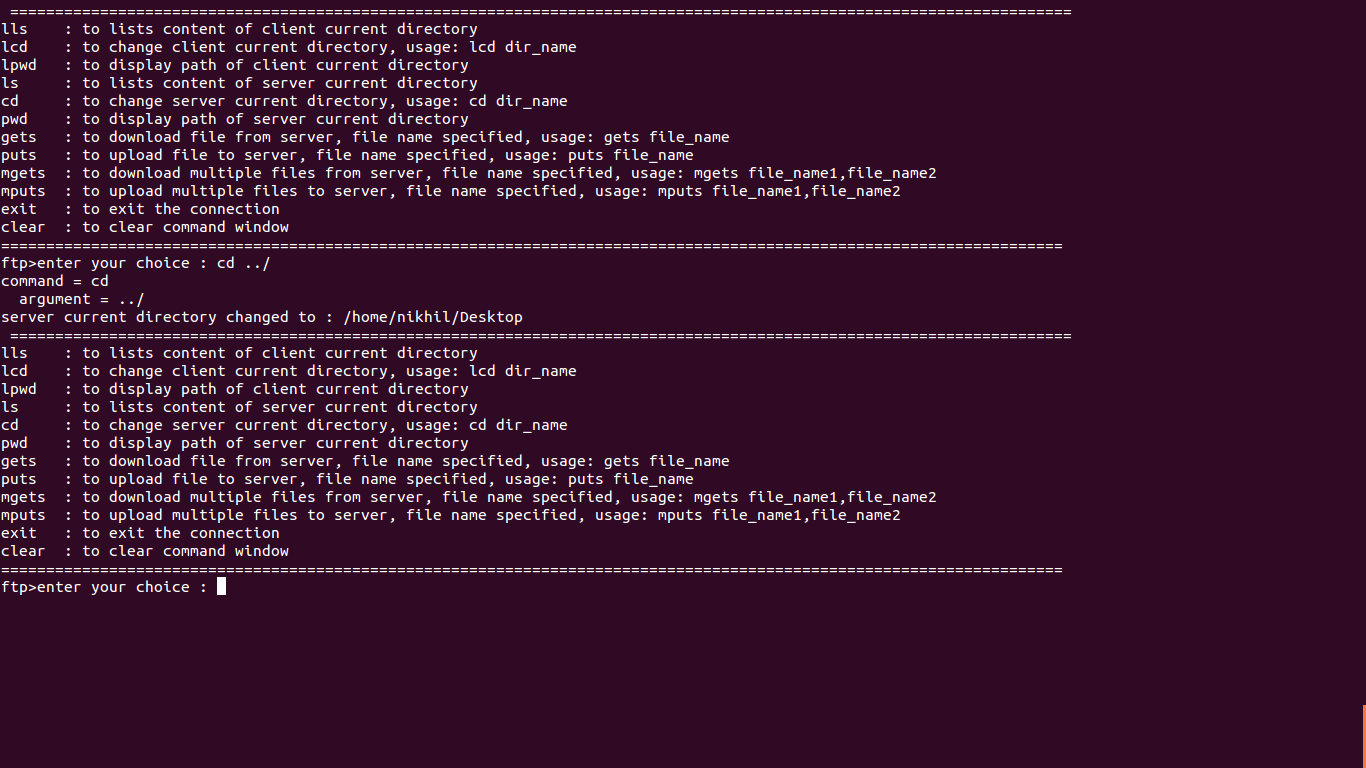 ======================================================================================================================
lls    : to lists content of client current directory
lcd    : to change client current directory, usage: lcd dir_name
lpwd   : to display path of client current directory
ls     : to lists content of server current directory
cd     : to change server current directory, usage: cd dir_name
pwd    : to display path of server current directory
gets   : to download file from server, file name specified, usage: gets file_name
puts   : to upload file to server, file name specified, usage: puts file_name
mgets  : to download multiple files from server, file name specified, usage: mgets file_name1,file_name2
mputs  : to upload multiple files to server, file name specified, usage: mputs file_name1,file_name2
exit   : to exit the connection
clear  : to clear command window
======================================================================================================================
ftp>enter your choice : cd ../
command = cd
  argument = ../
server current directory changed to : /home/nikhil/Desktop
======================================================================================================================
lls    : to lists content of client current directory
lcd    : to change client current directory, usage: lcd dir_name
lpwd   : to display path of client current directory
ls     : to lists content of server current directory
cd     : to change server current directory, usage: cd dir_name
pwd    : to display path of server current directory
gets   : to download file from server, file name specified, usage: gets file_name
puts   : to upload file to server, file name specified, usage: puts file_name
mgets  : to download multiple files from server, file name specified, usage: mgets file_name1,file_name2
mputs  : to upload multiple files to server, file name specified, usage: mputs file_name1,file_name2
exit   : to exit the connection
clear  : to clear command window
======================================================================================================================
ftp>enter your choice :